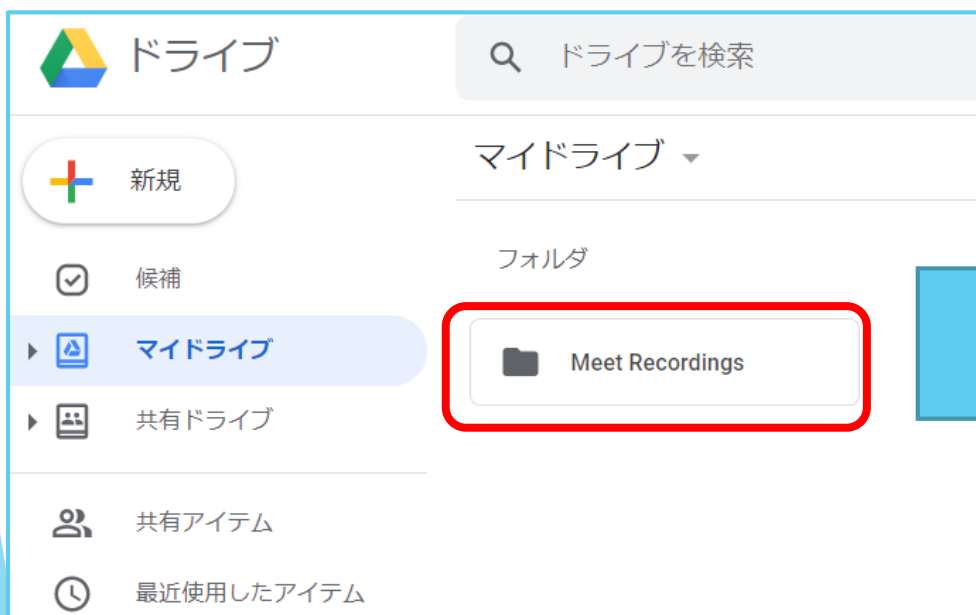 ドライブ
ドライブを検索
新規
マイドライブ
候補
フォルダ
マイドライブ
Meet Recordings
共有ドライブ
共有アイテム
最近使用したアイテム